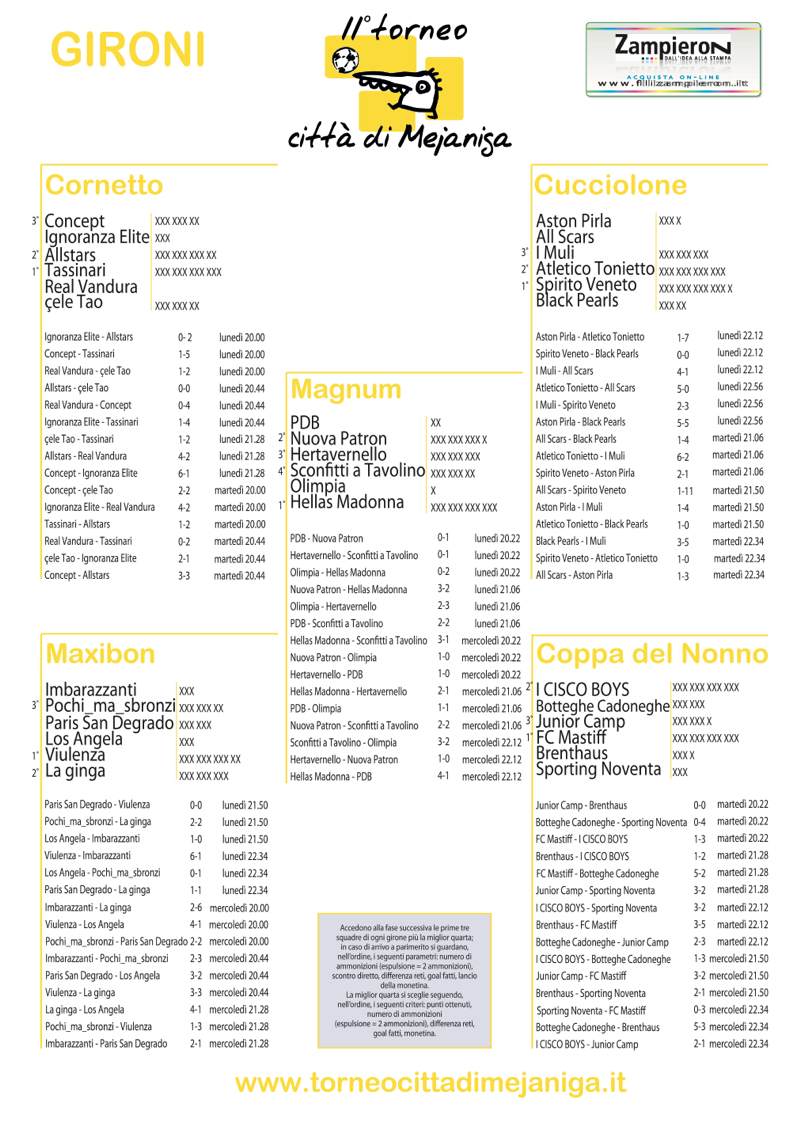 GIRONI
II° torneo
città di Mejaniga
Zampieron
DALL'IDEA ALLA STAMPA
ACQUISTA ON-LINE
Cornetto
3° Concept XXX XXX XX
Ignoranza Elite XXX
2° Allstars XXX XXX XXX XX
1° Tassinari XXX XXX XXX XXX
Real Vandura
çele Tao XXX XXX XX
Ignoranza Elite - Allstars 0- 2 lunedì 20.00
Concept - Tassinari 1-5 lunedì 20.00
Real Vandura - çele Tao 1-2 lunedì 20.00
Allstars - çele Tao 0-0 lunedì 20.44
Real Vandura - Concept 0-4 lunedì 20.44
Ignoranza Elite - Tassinari 1-4 lunedì 20.44
çele Tao - Tassinari 1-2 lunedì 21.28
Allstars - Real Vandura 4-2 lunedì 21.28
Concept - Ignoranza Elite 6-1 lunedì 21.28
Concept - çele Tao 2-2 martedì 20.00
Ignoranza Elite - Real Vandura 4-2 martedì 20.00
Tassinari - Allstars 1-2 martedì 20.00
Real Vandura - Tassinari 0-2 martedì 20.44
çele Tao - Ignoranza Elite 2-1 martedì 20.44
Concept - Allstars 3-3 martedì 20.44
Magnum
PDB XX
2° Nuova Patron XXX XXX XXX X
3° Hertavernello XXX XXX XXX
4° Sconfitti a Tavolino XXX XXX XX
Olimpia X
1° Hellas Madonna XXX XXX XXX XXX
PDB - Nuova Patron 0-1 lunedì 20.22
Hertavernello - Sconfitti a Tavolino 0-1 lunedì 20.22
Olimpia - Hellas Madonna 0-2 lunedì 20.22
Nuova Patron - Hellas Madonna 3-2 lunedì 21.06
Olimpia - Hertavernello 2-3 lunedì 21.06
PDB - Sconfitti a Tavolino 2-2 lunedì 21.06
Hellas Madonna - Sconfitti a Tavolino 3-1 mercoledì 20.22
Nuova Patron - Olimpia 1-0 mercoledì 20.22
Hertavernello - PDB 1-0 mercoledì 20.22
Hellas Madonna - Hertavernello 2-1 mercoledì 21.06
PDB - Olimpia 1-1 mercoledì 21.06
Nuova Patron - Sconfitti a Tavolino 2-2 mercoledì 21.06
Sconfitti a Tavolino - Olimpia 3-2 mercoledì 22.12
Hertavernello - Nuova Patron 1-0 mercoledì 22.12
Hellas Madonna - PDB 4-1 mercoledì 22.12
Cucciolone
Aston Pirla XXX X
All Scars
3° I Muli XXX XXX XXX
2° Atletico Tonietto XXX XXX XXX XXX
1° Spirito Veneto XXX XXX XXX XXX X
Black Pearls XXX XX
Aston Pirla - Atletico Tonietto 1-7 lunedì 22.12
Spirito Veneto - Black Pearls 0-0 lunedì 22.12
I Muli - All Scars 4-1 lunedì 22.12
Atletico Tonietto - All Scars 5-0 lunedì 22.56
I Muli - Spirito Veneto 2-3 lunedì 22.56
Aston Pirla - Black Pearls 5-5 lunedì 22.56
All Scars - Black Pearls 1-4 martedì 21.06
Atletico Tonietto - I Muli 6-2 martedì 21.06
Spirito Veneto - Aston Pirla 2-1 martedì 21.06
All Scars - Spirito Veneto 1-11 martedì 21.50
Aston Pirla - I Muli 1-4 martedì 21.50
Atletico Tonietto - Black Pearls 1-0 martedì 21.50
Black Pearls - I Muli 3-5 martedì 22.34
Spirito Veneto - Atletico Tonietto 1-0 martedì 22.34
All Scars - Aston Pirla 1-3 martedì 22.34
Maxibon
Imbarazzanti XXX
3° Pochi_ma_sbronzi XXX XXX XX
Paris San Degrado XXX XXX
Los Angela XXX
1° Viulenza XXX XXX XXX XX
2° La ginga XXX XXX XXX
Paris San Degrado - Viulenza 0-0 lunedì 21.50
Pochi_ma_sbronzi - La ginga 2-2 lunedì 21.50
Los Angela - Imbarazzanti 1-0 lunedì 21.50
Viulenza - Imbarazzanti 6-1 lunedì 22.34
Los Angela - Pochi_ma_sbronzi 0-1 lunedì 22.34
Paris San Degrado - La ginga 1-1 lunedì 22.34
Imbarazzanti - La ginga 2-6 mercoledì 20.00
Viulenza - Los Angela 4-1 mercoledì 20.00
Pochi_ma_sbronzi - Paris San Degrado 2-2 mercoledì 20.00
Imbarazzanti - Pochi_ma_sbronzi 2-3 mercoledì 20.44
Paris San Degrado - Los Angela 3-2 mercoledì 20.44
Viulenza - La ginga 3-3 mercoledì 20.44
La ginga - Los Angela 4-1 mercoledì 21.28
Pochi_ma_sbronzi - Viulenza 1-3 mercoledì 21.28
Imbarazzanti - Paris San Degrado 2-1 mercoledì 21.28
Coppa del Nonno
2° I CISCO BOYS XXX XXX XXX XXX
Botteghe Cadoneghe XXX XXX
3° Junior Camp XXX XXX X
1° FC Mastiff XXX XXX XXX XXX
Brenthaus XXX X
Sporting Noventa XXX
Junior Camp - Brenthaus 0-0 martedì 20.22
Botteghe Cadoneghe - Sporting Noventa 0-4 martedì 20.22
FC Mastiff - I CISCO BOYS 1-3 martedì 20.22
Brenthaus - I CISCO BOYS 1-2 martedì 21.28
FC Mastiff - Botteghe Cadoneghe 5-2 martedì 21.28
Junior Camp - Sporting Noventa 3-2 martedì 21.28
I CISCO BOYS - Sporting Noventa 3-2 martedì 22.12
Brenthaus - FC Mastiff 3-5 martedì 22.12
Botteghe Cadoneghe - Junior Camp 2-3 martedì 22.12
I CISCO BOYS - Botteghe Cadoneghe 1-3 mercoledì 21.50
Junior Camp - FC Mastiff 3-2 mercoledì 21.50
Brenthaus - Sporting Noventa 2-1 mercoledì 21.50
Sporting Noventa - FC Mastiff 0-3 mercoledì 22.34
Botteghe Cadoneghe - Brenthaus 5-3 mercoledì 22.34
I CISCO BOYS - Junior Camp 2-1 mercoledì 22.34
Accedono alla fase successiva le prime tre
squadre di ogni girone più la miglior quarta;
in caso di arrivo a parimerito si guardano,
nell'ordine, i seguenti parametri: numero di
ammonizioni (espulsione = 2 ammonizioni),
scontro diretto, differenza reti, goal fatti, lancio
della monetina.
La miglior quarta si sceglie seguendo,
nell'ordine, i seguenti criteri: punti ottenuti,
numero di ammonizioni
(espulsione = 2 ammonizioni), differenza reti,
goal fatti, monetina.
www.torneocittadimejaniga.it